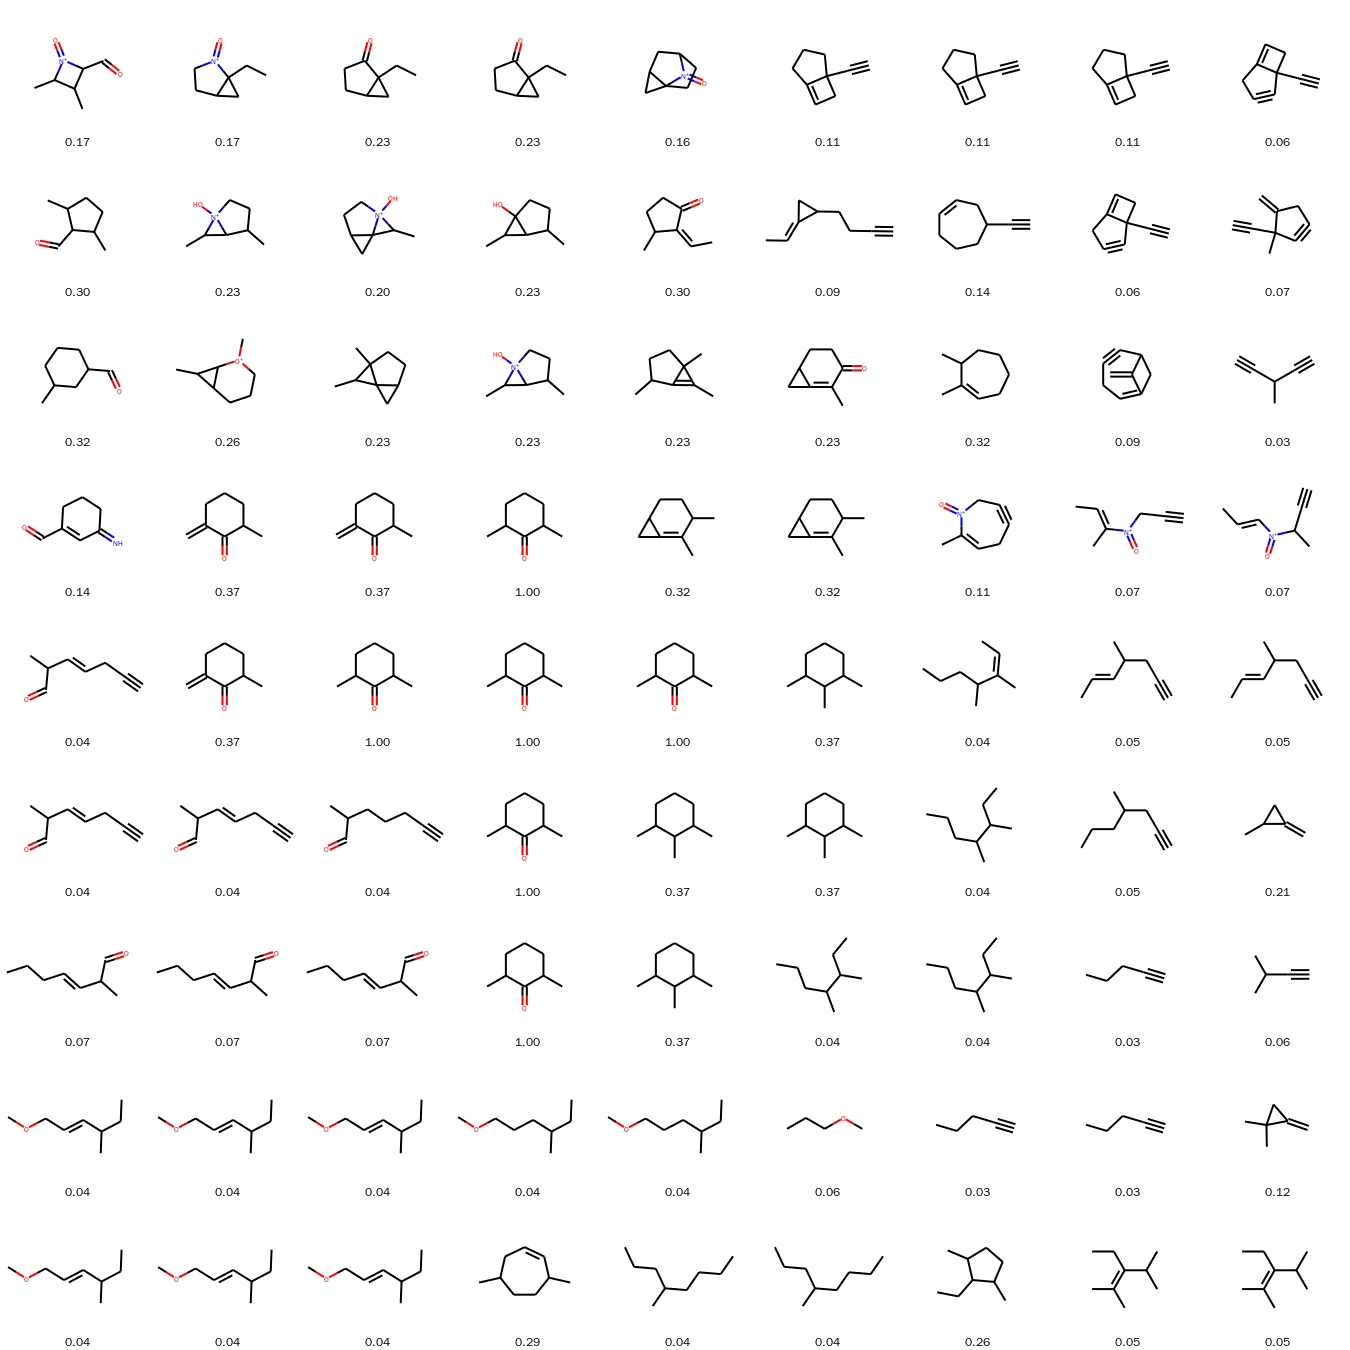 O N+ O O N+ O O N+ O
0.17 0.17 0.23 0.23 0.16 0.11 0.11 0.11 0.06
O HO N+ N+ OH HO O
0.30 0.23 0.20 0.23 0.30 0.09 0.14 0.06 0.07
O O+ HO N+ O
0.32 0.26 0.23 0.23 0.23 0.23 0.32 0.09 0.03
O NH O O O O N+ N+ O N+ O
0.14 0.37 0.37 1.00 0.32 0.32 0.11 0.07 0.07
O O O O O
0.04 0.37 1.00 1.00 1.00 0.37 0.04 0.05 0.05
O O O O
0.04 0.04 0.04 1.00 0.37 0.37 0.04 0.05 0.21
O O O O
0.07 0.07 0.07 1.00 0.37 0.04 0.04 0.03 0.06
O O O O O O
0.04 0.04 0.04 0.04 0.04 0.06 0.03 0.03 0.12
O O O
0.04 0.04 0.04 0.29 0.04 0.04 0.26 0.05 0.05